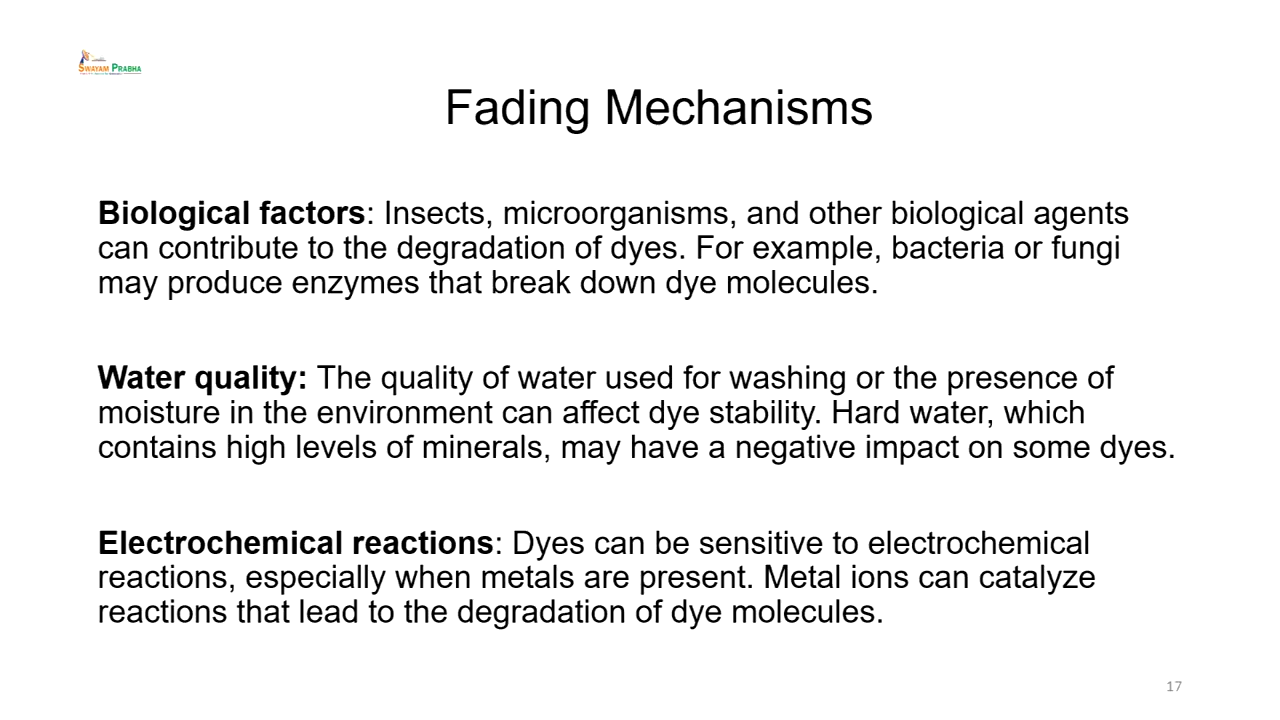 SWAYAM PRABHA
Fading Mechanisms
Biological factors: Insects, microorganisms, and other biological agents
can contribute to the degradation of dyes. For example, bacteria or fungi
may produce enzymes that break down dye molecules.
Water quality: The quality of water used for washing or the presence of
moisture in the environment can affect dye stability. Hard water, which
contains high levels of minerals, may have a negative impact on some dyes.
Electrochemical reactions: Dyes can be sensitive to electrochemical
reactions, especially when metals are present. Metal ions can catalyze
reactions that lead to the degradation of dye molecules.
17